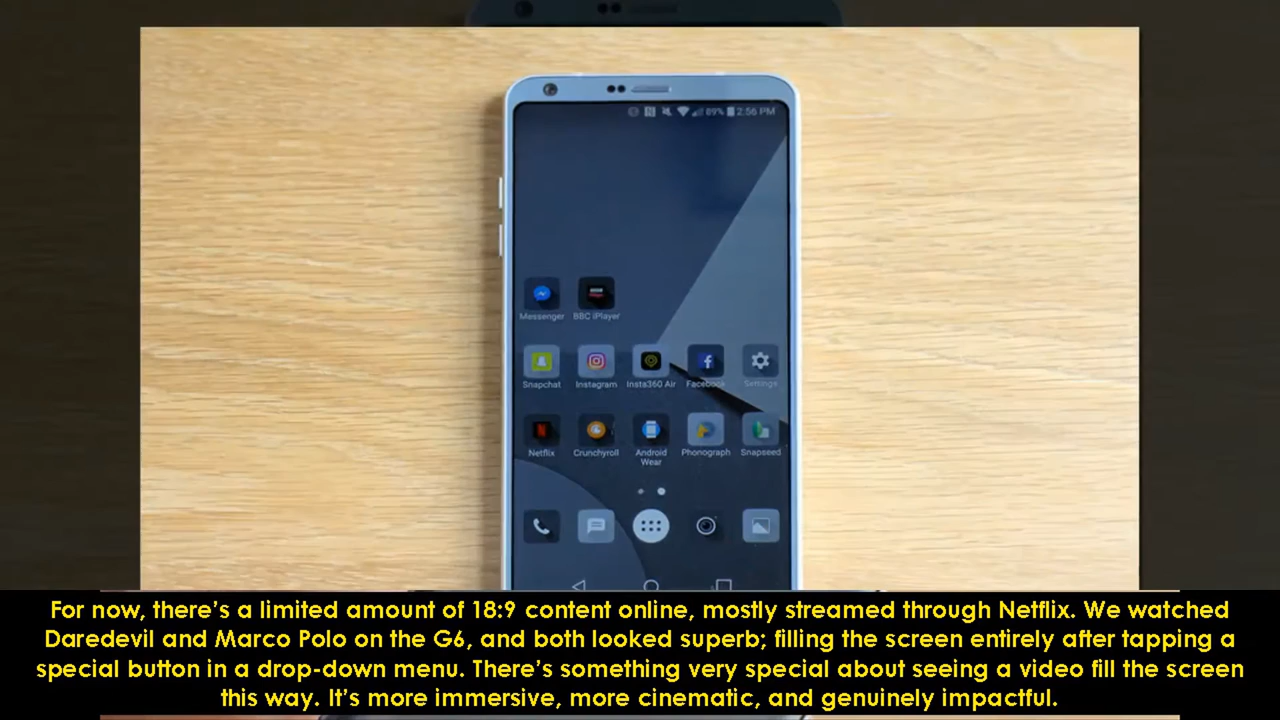 89% 2:56 PM
Messenger BBC iPlayer
Snapchat Instagram Insta360 Air Facebook Settings
Netflix Crunchyroll Android Wear Phonograph Snapseed
For now, there's a limited amount of 18:9 content online, mostly streamed through Netflix. We watched
Daredevil and Marco Polo on the G6, and both looked superb; filling the screen entirely after tapping a
special button in a drop-down menu. There's something very special about seeing a video fill the screen
this way. It's more immersive, more cinematic, and genuinely impactful.